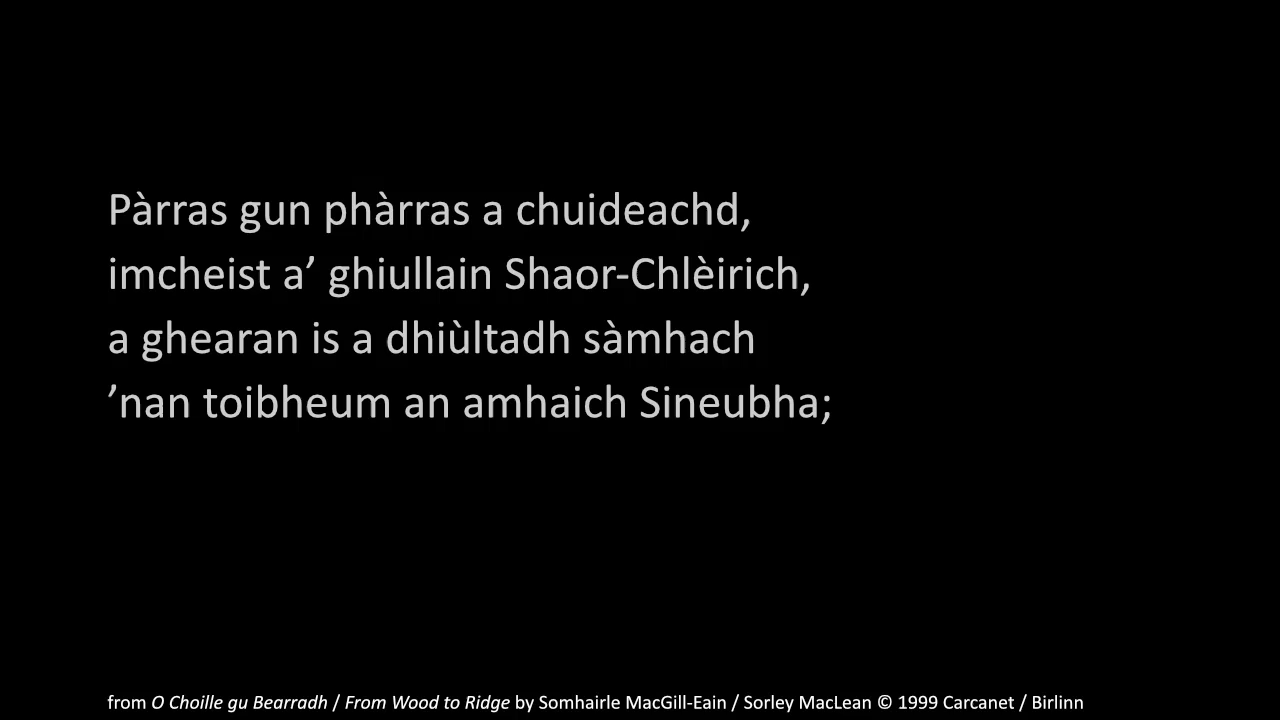 Pàrras gun phàrras a chuideachd,
imcheist a’ ghiullain Shaor-Chlèirich,
a ghearan is a dhiùltadh sàmhach
’nan toibheum an amhaich Sineubha;
from O Choille gu Bearradh / From Wood to Ridge by Somhairle MacGill-Eain / Sorley MacLean © 1999 Carcanet / Birlinn